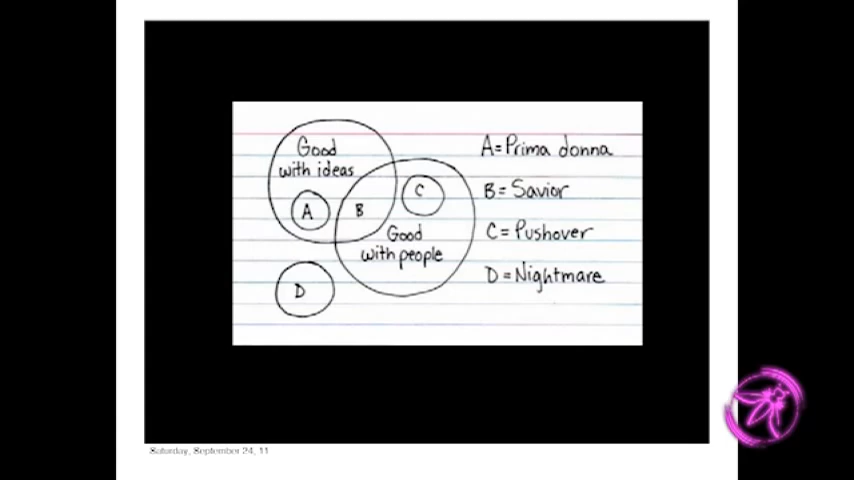 Good
with ideas
A
B
C
Good
with people
D
A=Prima donna
B=Savior
C=Pushover
D=Nightmare
Saturday, September 24, 11